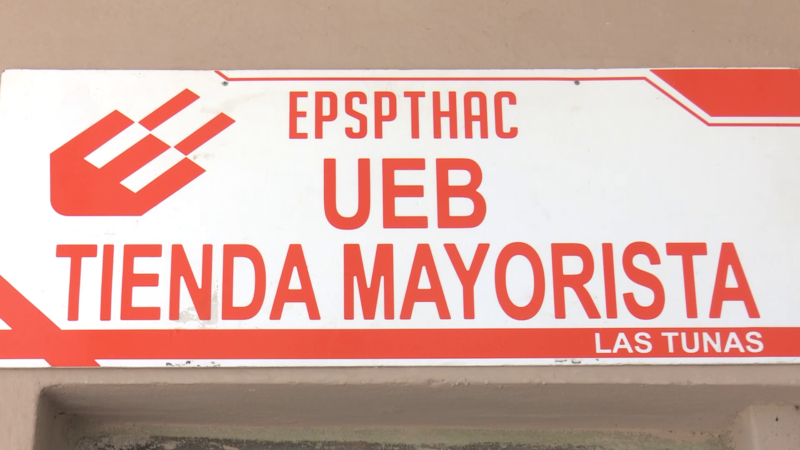 EPSPTHAC
UEB
TIENDA MAYORISTA
LAS TUNAS